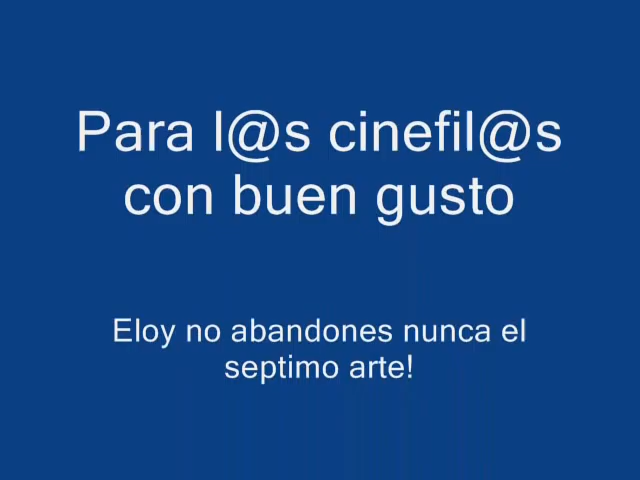 Para l@s cinefil@s
con buen gusto
Eloy no abandones nunca el
septimo arte!